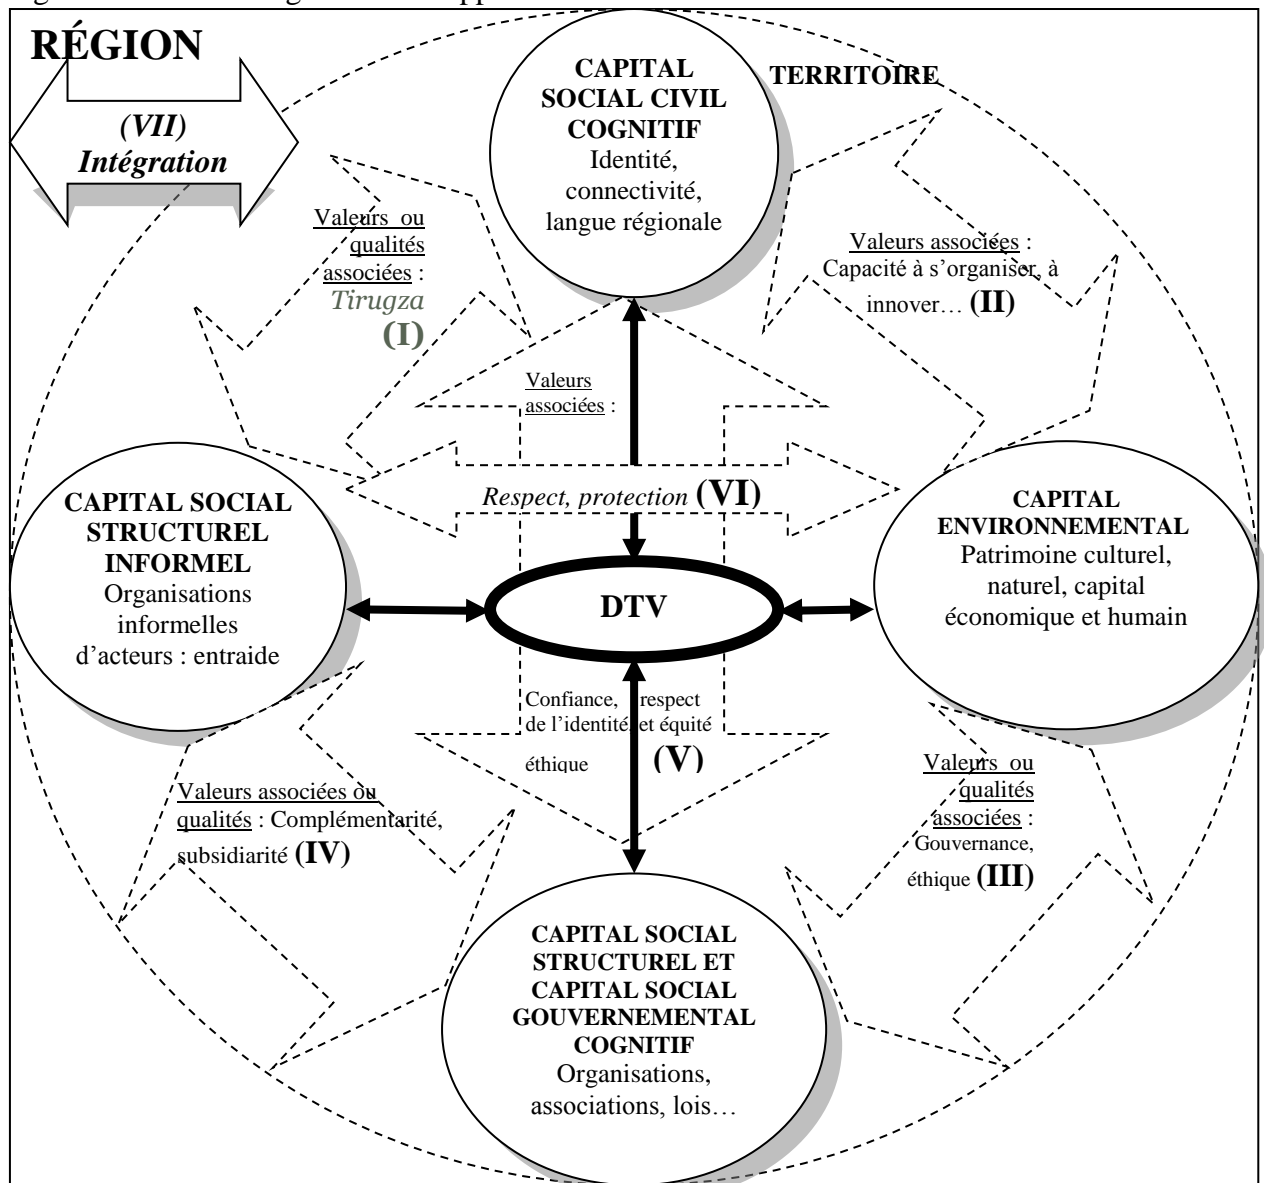 RÉGION
(VII)
Intégration
CAPITAL
SOCIAL CIVIL
COGNITIF
Identité,
connectivité,
langue régionale
TERRITOIRE
Valeurs ou
qualités
associées :
Tirugza
(I)
Valeurs associées :
Capacité à s’organiser, à
innover… (II)
Valeurs
associées :
Respect, protection (VI)
CAPITAL SOCIAL
STRUCTUREL
INFORMEL
Organisations
informelles
d’acteurs : entraide
DTV
CAPITAL
ENVIRONNEMENTAL
Patrimoine culturel,
naturel, capital
économique et humain
Confiance, respect
de l’identité et équité
éthique (V)
Valeurs associées ou
qualités : Complémentarité,
subsidiarité (IV)
Valeurs ou
qualités
associées :
Gouvernance,
éthique (III)
CAPITAL SOCIAL
STRUCTUREL ET
CAPITAL SOCIAL
GOUVERNEMENTAL
COGNITIF
Organisations,
associations, lois…